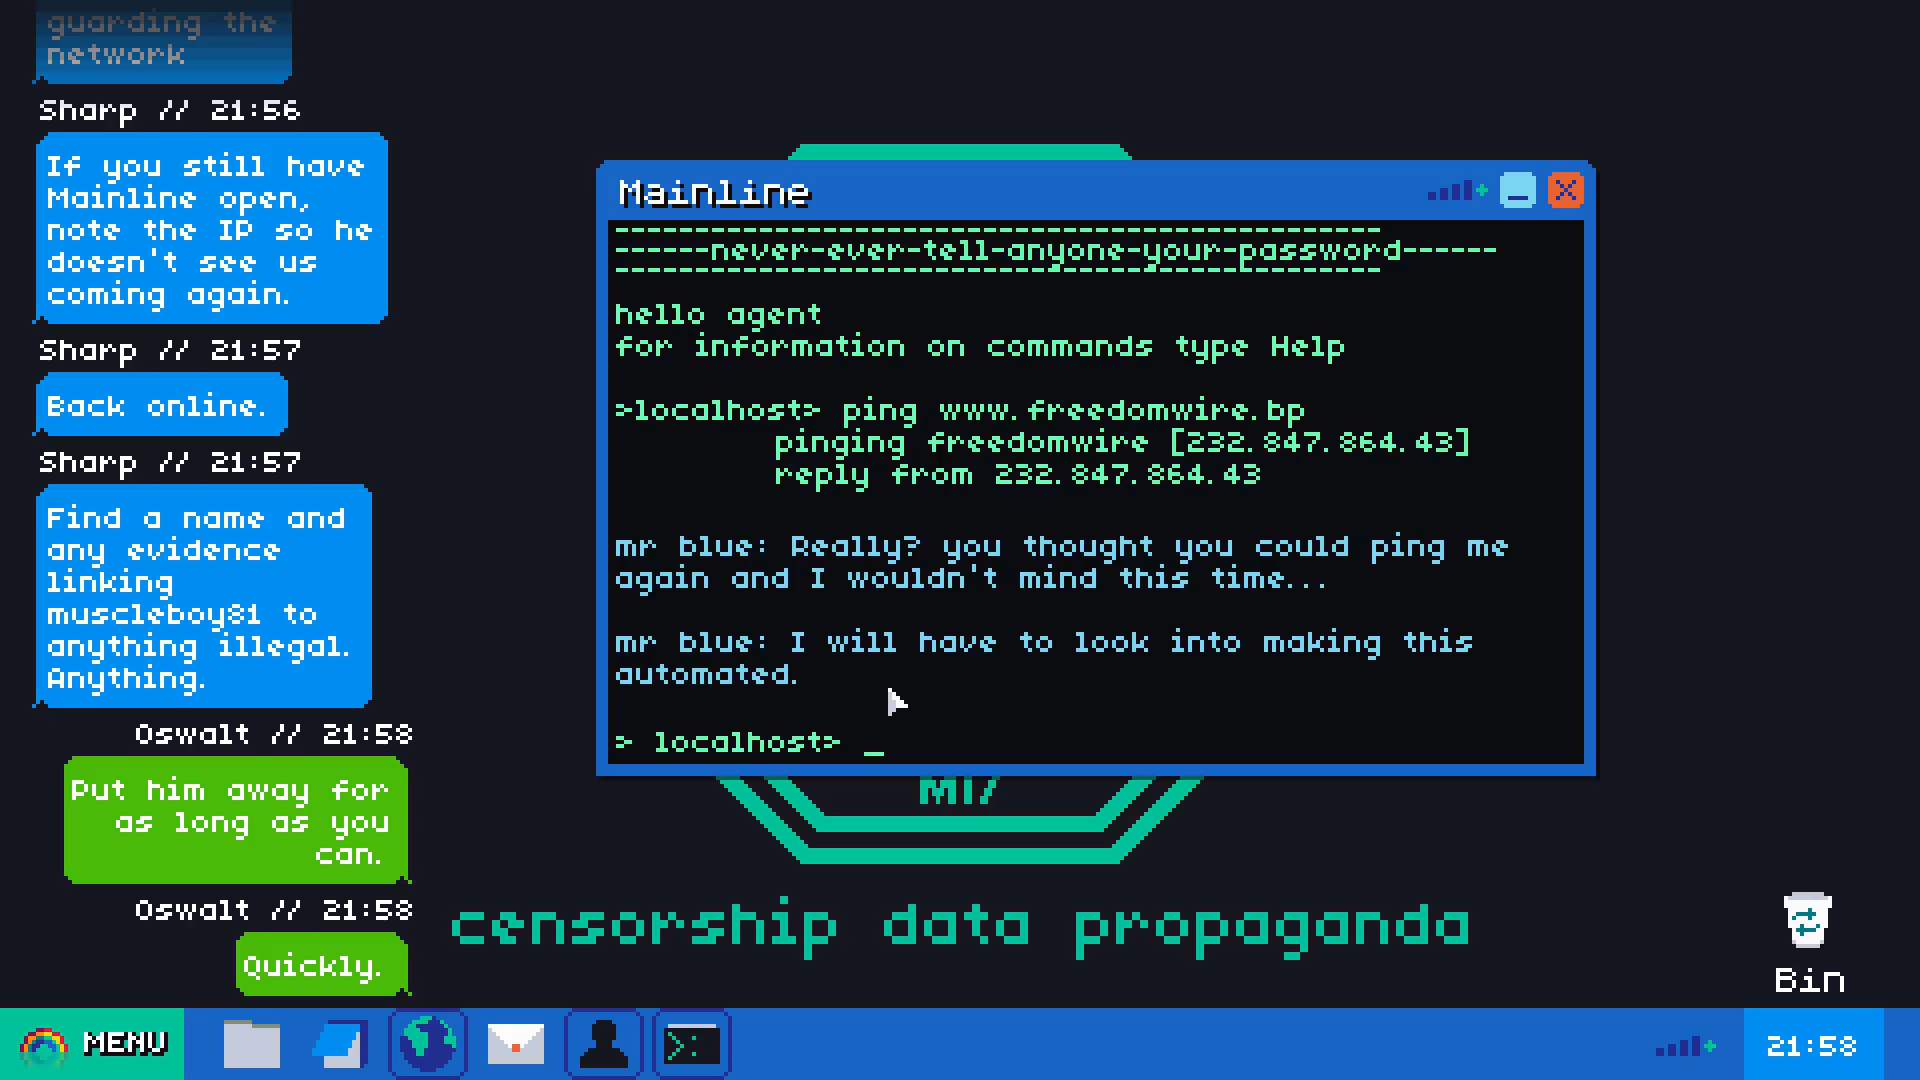 guarding the
network
Sharp // 21:56
If you still have
Mainline open,
note the IP so he
doesn't see us
coming again.
Sharp // 21:57
Back online.
Sharp // 21:57
Find a name and
any evidence
linking
muscleboy81 to
anything illegal.
Anything.
Oswalt // 21:58
Put him away for
as long as you
can.
Oswalt // 21:58
Quickly.
Mainline
------never-ever-tell-anyone-your-password------
hello agent
for information on commands type Help
>localhost> ping www.freedomwire.bp
pinging freedomwire [232.847.864.43]
reply from 232.847.864.43
mr blue: Really? you thought you could ping me
again and I wouldn't mind this time...
mr blue: I will have to look into making this
automated.
> localhost> _
MI7
censorship data propaganda
Bin
MENU
21:58